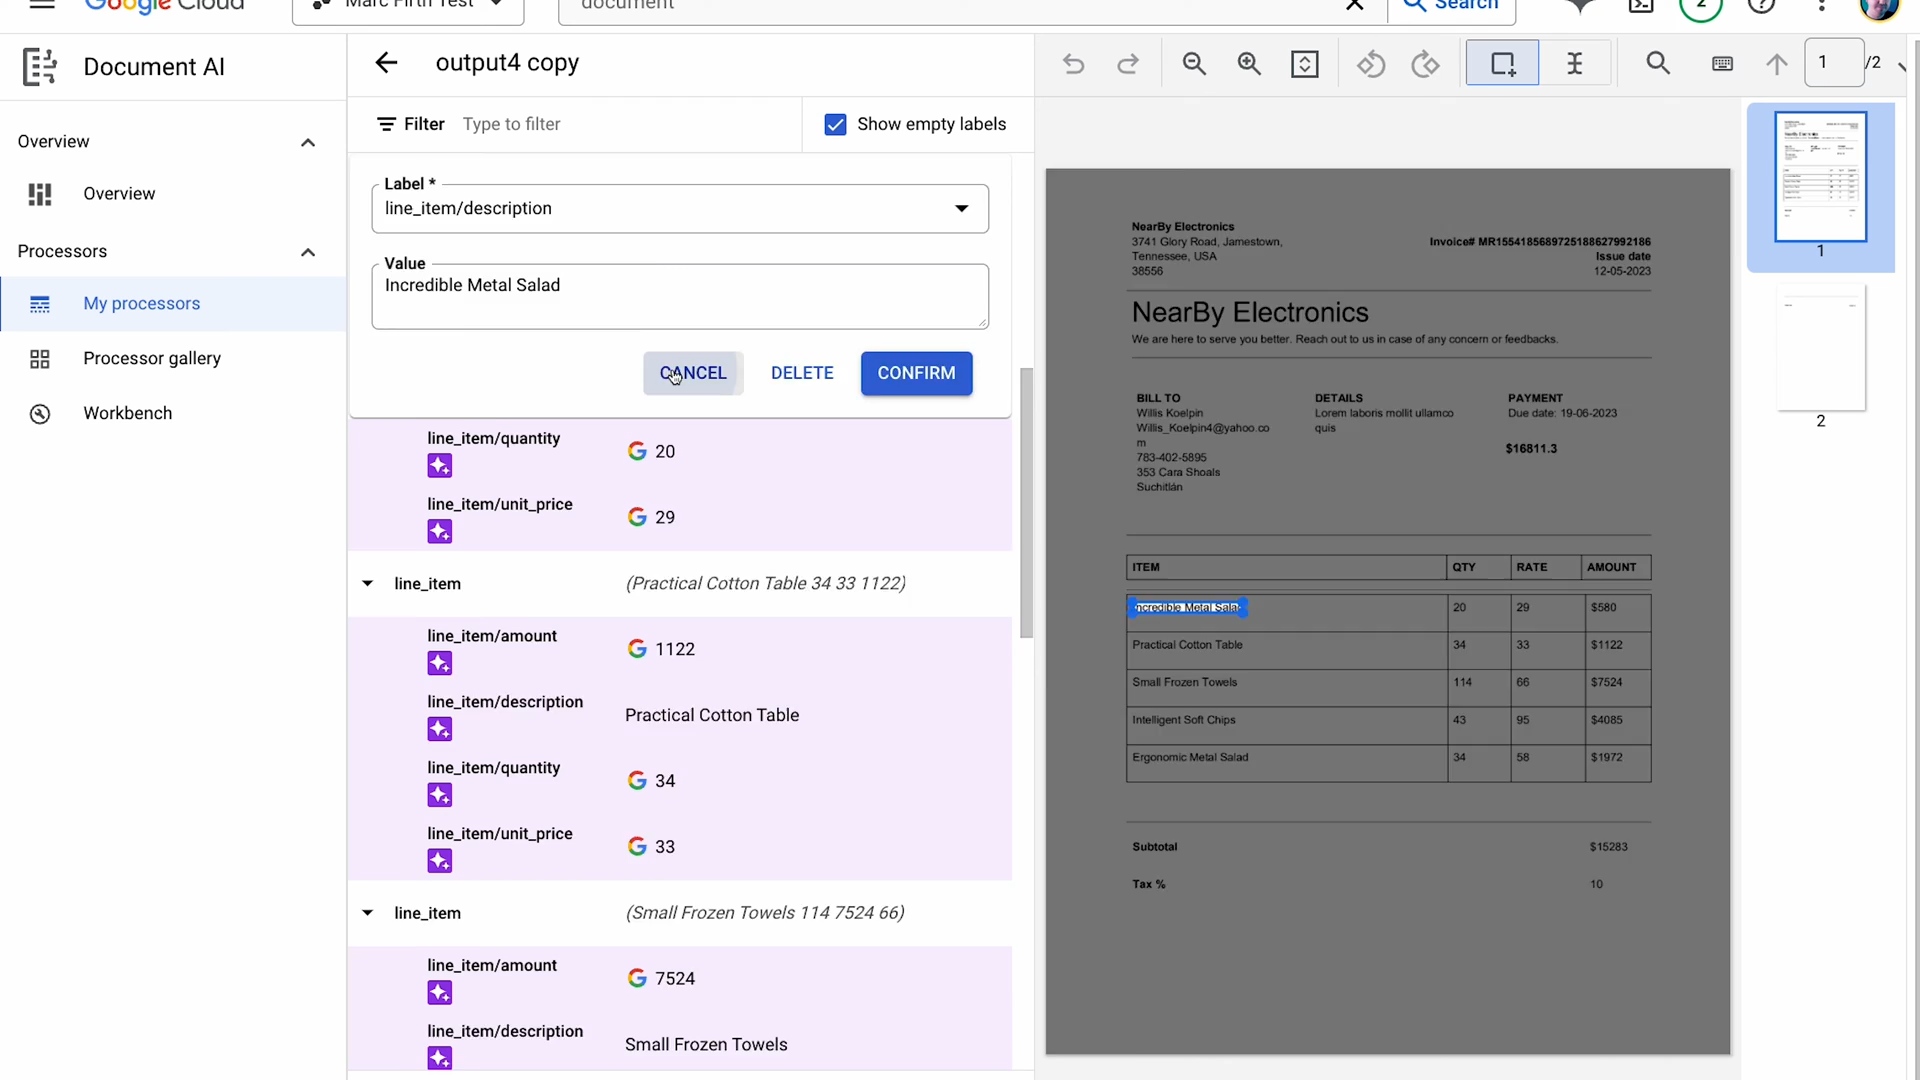 Google Cloud
Marc Firth Test
document
Search
2
Document AI
Overview
Overview
Processors
My processors
Processor gallery
Workbench
output4 copy
Filter
Type to filter
Show empty labels
Label *
line_item/description
Value
Incredible Metal Salad
CANCEL
DELETE
CONFIRM
line_item/quantity
20
line_item/unit_price
29
line_item
(Practical Cotton Table 34 33 1122)
line_item/amount
1122
line_item/description
Practical Cotton Table
line_item/quantity
34
line_item/unit_price
33
line_item
(Small Frozen Towels 114 7524 66)
line_item/amount
7524
line_item/description
Small Frozen Towels
1 /2
NearBy Electronics
3741 Glory Road, Jamestown,
Tennessee, USA
38556
Invoice# MR1554185689725188627992186
Issue date
12-05-2023
NearBy Electronics
We are here to serve you better. Reach out to us in case of any concern or feedbacks.
BILL TO
Willis Koelpin
Willis_Koelpin4@yahoo.co
m
783-402-5895
353 Cara Shoals
Suchitlán
DETAILS
Lorem laboris mollit ullamco
quis
PAYMENT
Due date: 19-06-2023
$16811.3
ITEM QTY RATE AMOUNT
Incredible Metal Salad 20 29 $580
Practical Cotton Table 34 33 $1122
Small Frozen Towels 114 66 $7524
Intelligent Soft Chips 43 95 $4085
Ergonomic Metal Salad 34 58 $1972
Subtotal $15283
Tax % 10
1
2